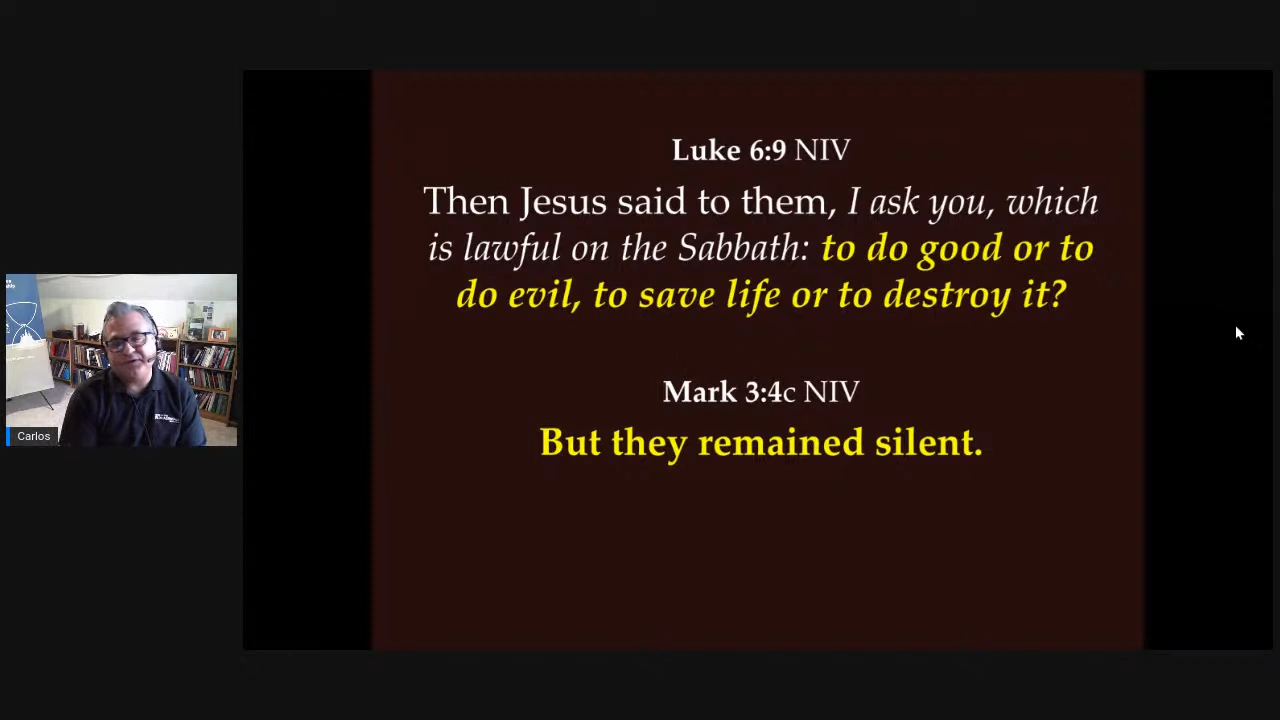 Luke 6:9 NIV
Then Jesus said to them, I ask you, which
is lawful on the Sabbath: to do good or to
do evil, to save life or to destroy it?
Mark 3:4c NIV
But they remained silent.
Carlos